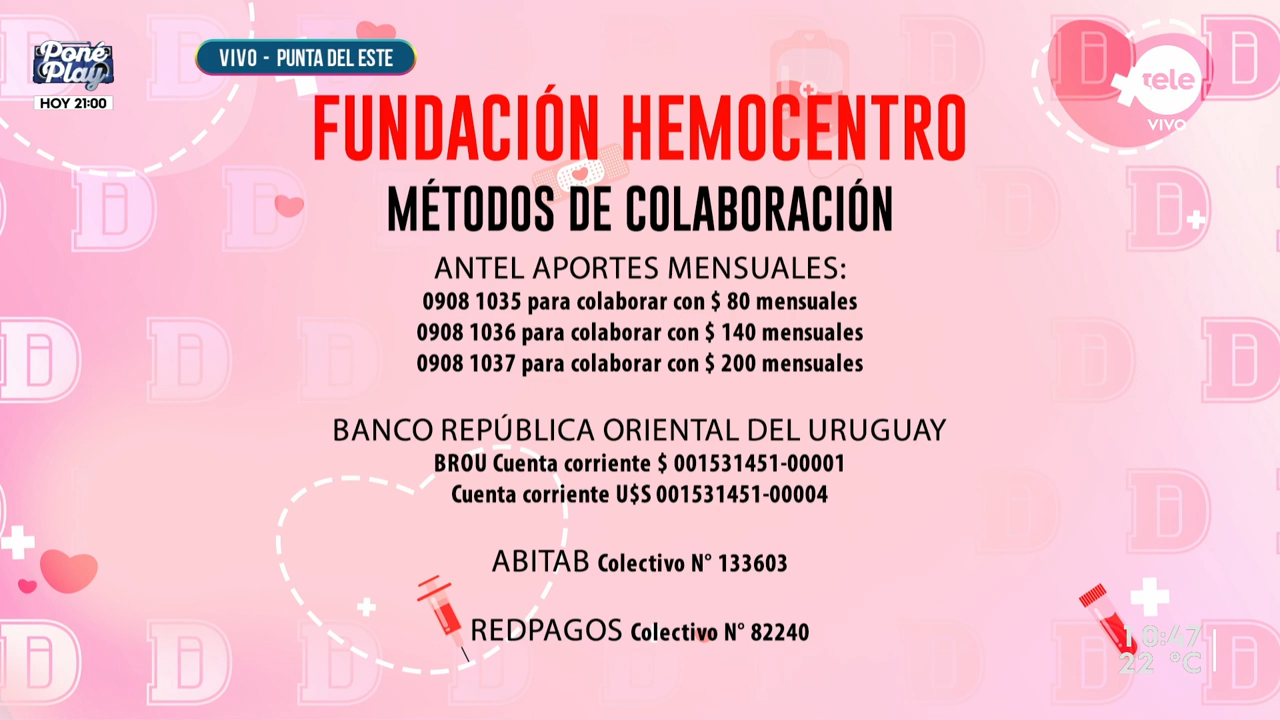 Poné
Play
HOY 21:00
VIVO - PUNTA DEL ESTE
tele
VIVO
FUNDACIÓN HEMOCENTRO
MÉTODOS DE COLABORACIÓN
ANTEL APORTES MENSUALES:
0908 1035 para colaborar con $ 80 mensuales
0908 1036 para colaborar con $ 140 mensuales
0908 1037 para colaborar con $ 200 mensuales
BANCO REPÚBLICA ORIENTAL DEL URUGUAY
BROU Cuenta corriente $ 001531451-00001
Cuenta corriente U$S 001531451-00004
ABITAB Colectivo N° 133603
REDPAGOS Colectivo N° 82240
22 °C